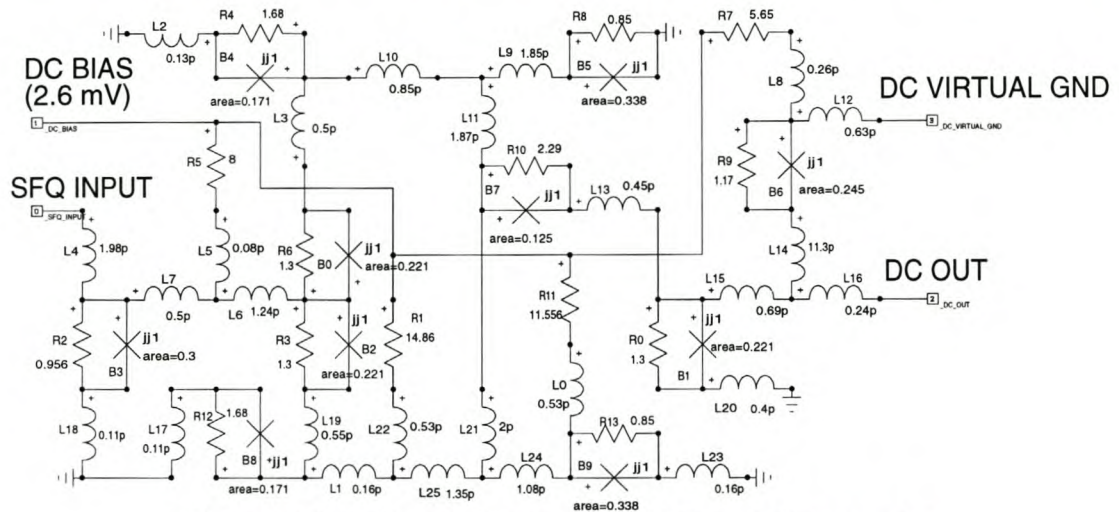 L2
0.13p
R4
1.68
B4
jj1
area=0.171
L10
0.85p
L9
1.85p
R8
0.85
B5
jj1
area=0.338
R7
5.65
L8
0.26p
DC BIAS
(2.6 mV)
1
_DC_BIAS
L3
0.5p
L11
1.87p
L12
0.63p
DC VIRTUAL GND
3
_DC_VIRTUAL_GND
R5
8
R10
2.29
B7
jj1
area=0.125
L13
0.45p
R9
1.17
B6
jj1
area=0.245
SFQ INPUT
0
_SFQ_INPUT
L4
1.98p
L5
0.08p
R6
1.3
B0
jj1
area=0.221
L14
11.3p
L7
0.5p
L6
1.24p
R11
11.556
L15
0.69p
L16
0.24p
DC OUT
2
_DC_OUT
R2
0.956
B3
jj1
area=0.3
R3
1.3
B2
jj1
area=0.221
R1
14.86
R0
1.3
B1
jj1
area=0.221
L0
0.53p
L20
0.4p
L18
0.11p
L17
0.11p
R12
1.68
B8
jj1
area=0.171
L19
0.55p
L22
0.53p
L21
2p
R13
0.85
B9
jj1
area=0.338
L1
0.16p
L25
1.35p
L24
1.08p
L23
0.16p